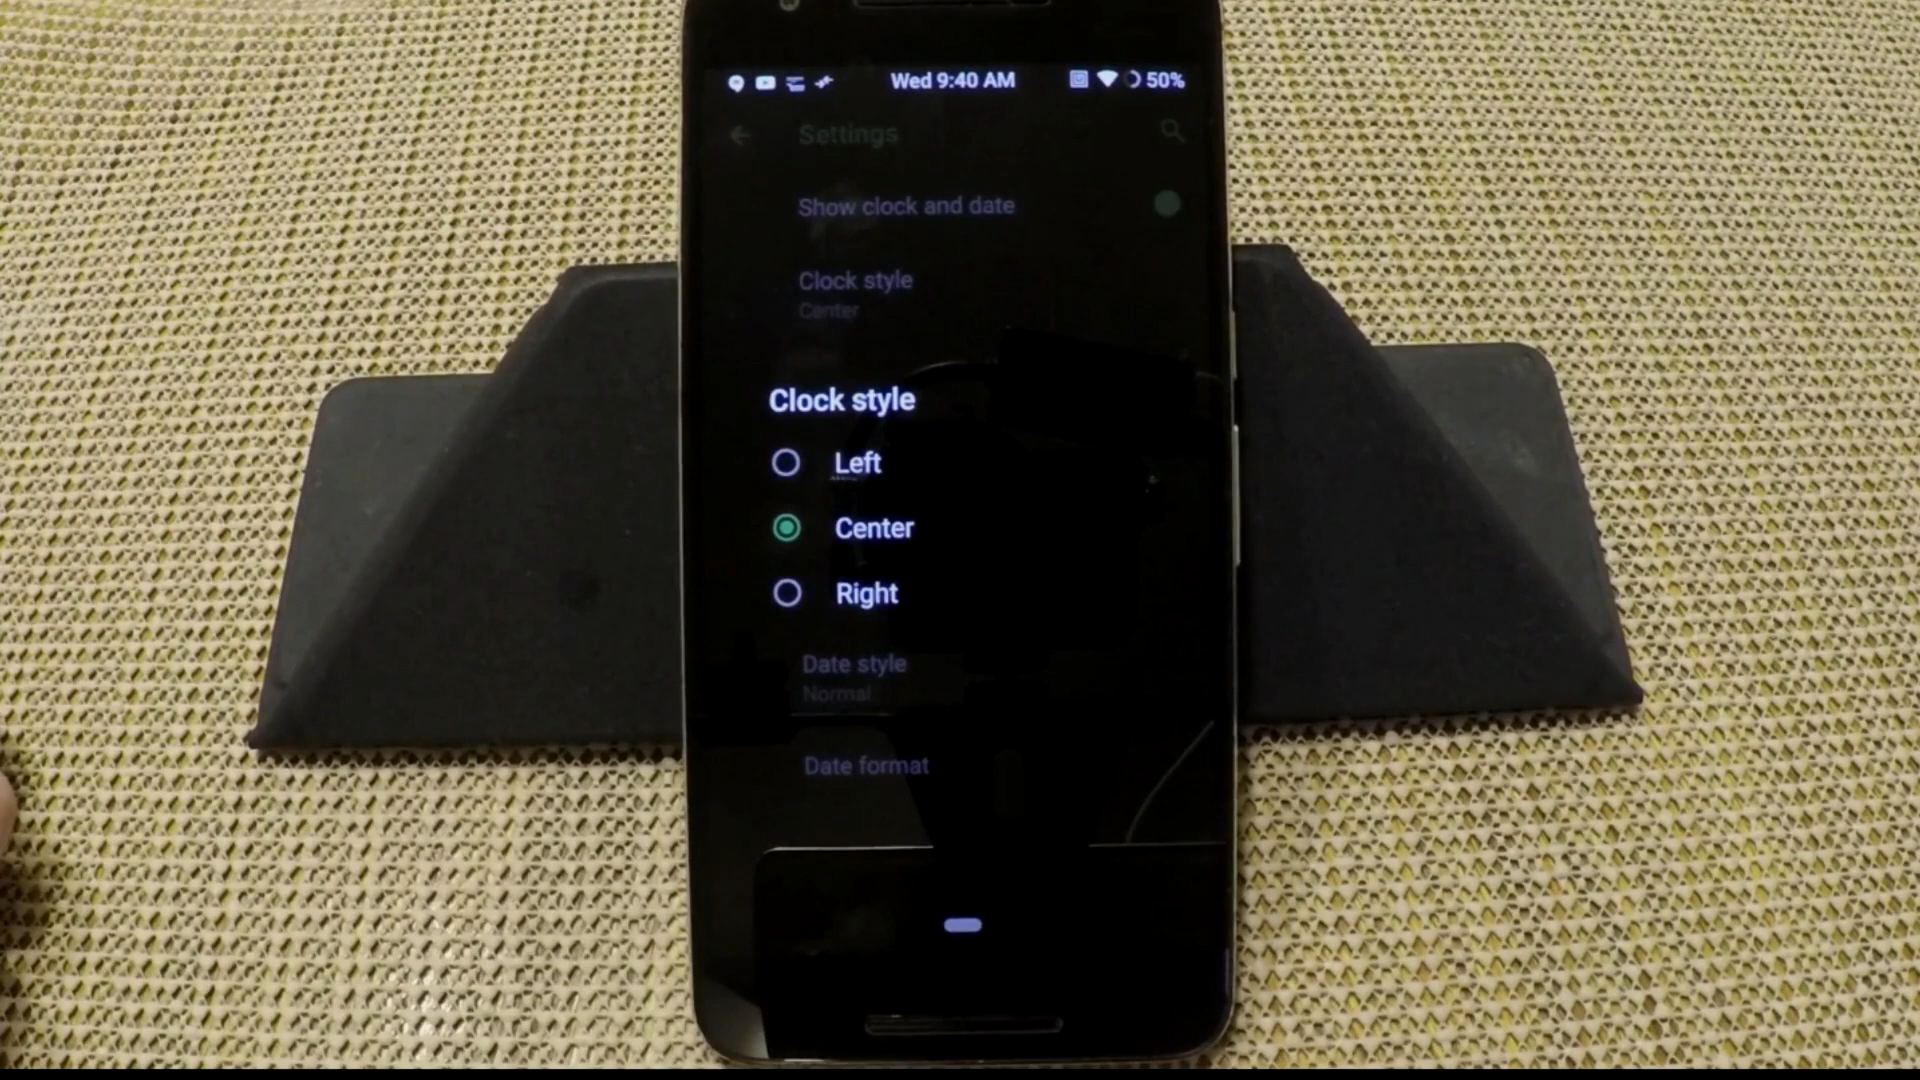 Wed 9:40 AM
50%
Settings
Show clock and date
Clock style
Center
Clock style
Left
Center
Right
Date style
Normal
Date format